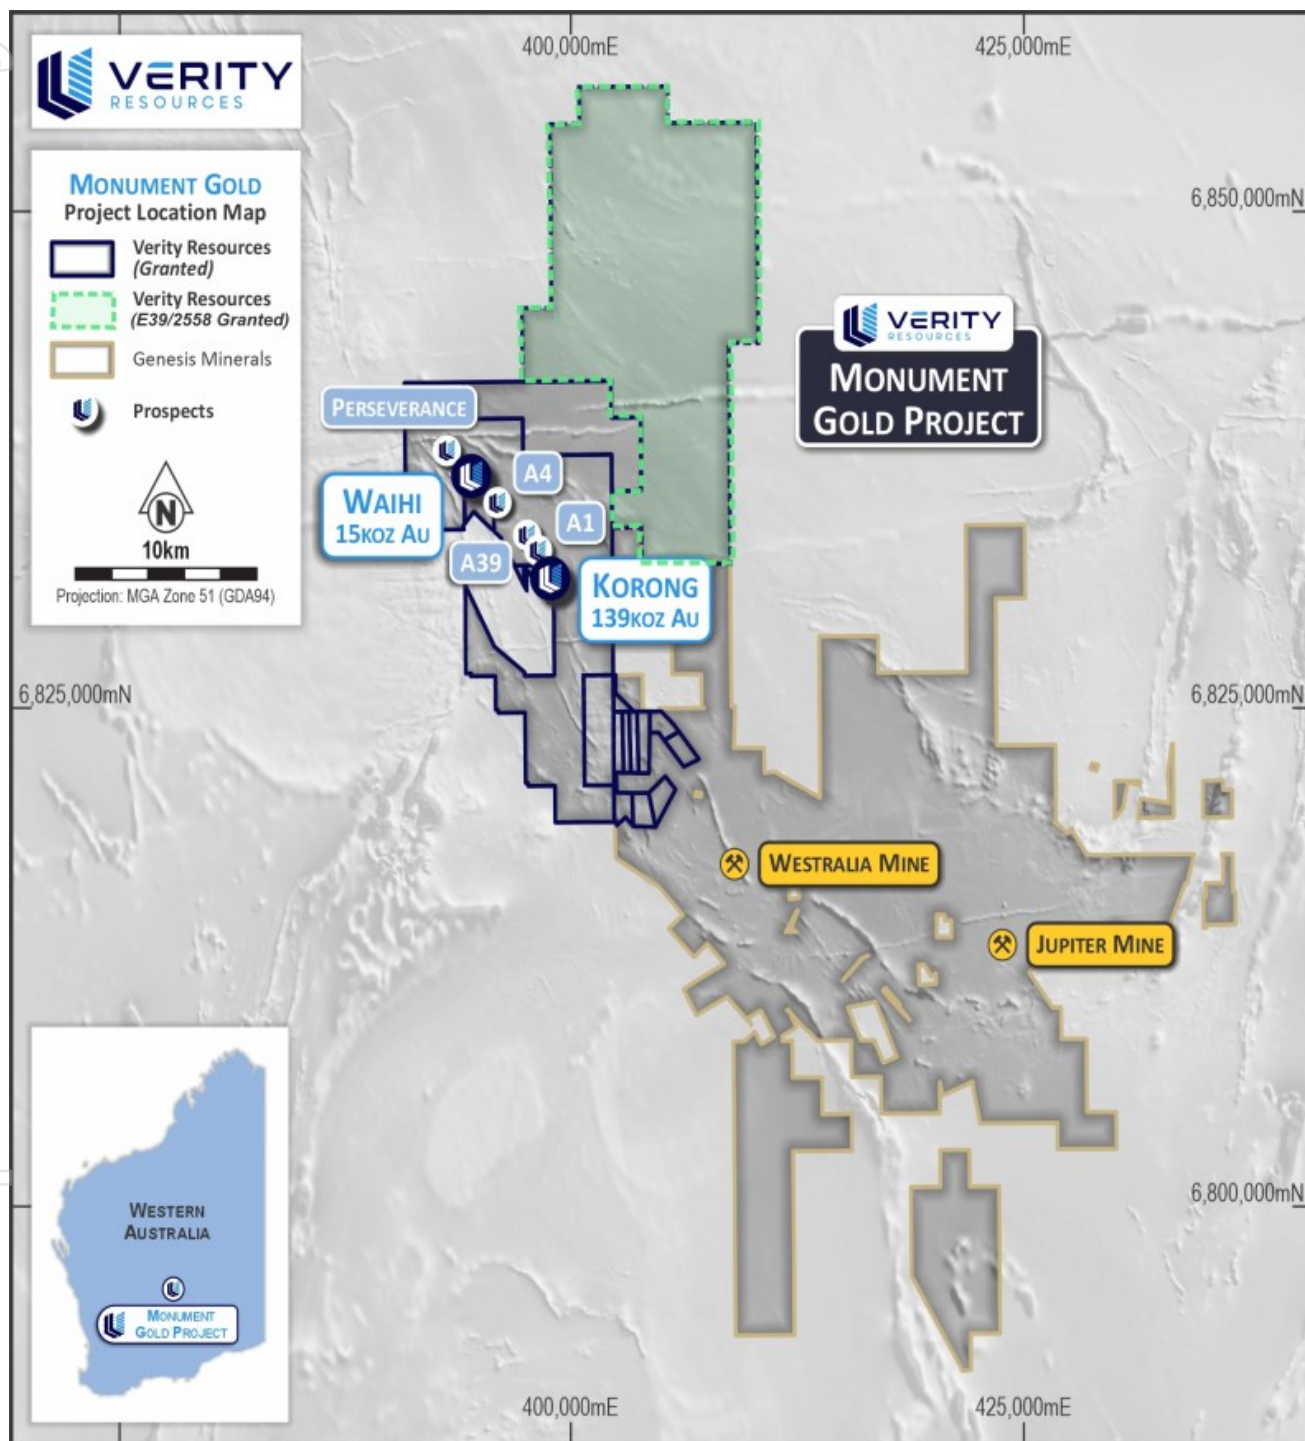 400,000mE
425,000mE
VERITY
RESOURCES
MONUMENT GOLD
Project Location Map
Verity Resources
(Granted)
Verity Resources
(E39/2558 Granted)
Genesis Minerals
Prospects
N
10km
Projection: MGA Zone 51 (GDA94)
6,850,000mN
VERITY
RESOURCES
MONUMENT
GOLD PROJECT
PERSEVERANCE
A4
WAIHI
15KOZ AU
A1
A39
KORONG
139KOZ AU
6,825,000mN
6,825,000mN
WESTRALIA MINE
JUPITER MINE
WESTERN
AUSTRALIA
MONUMENT
GOLD PROJECT
6,800,000mN
400,000mE
425,000mE